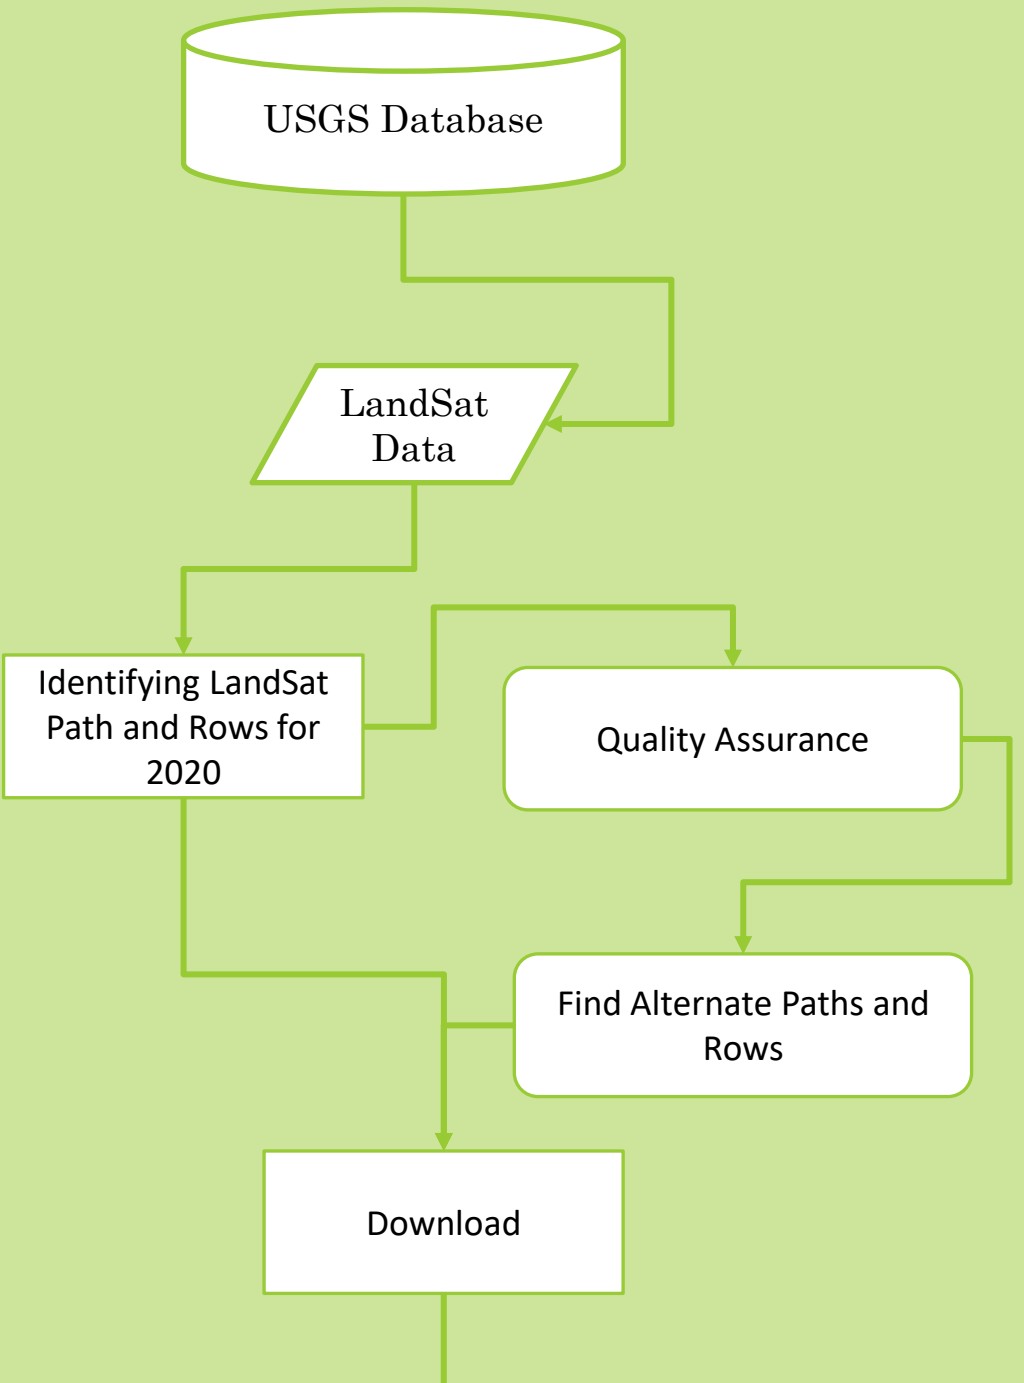 USGS Database
LandSat
Data
Identifying LandSat
Path and Rows for
2020
Quality Assurance
Find Alternate Paths and
Rows
Download